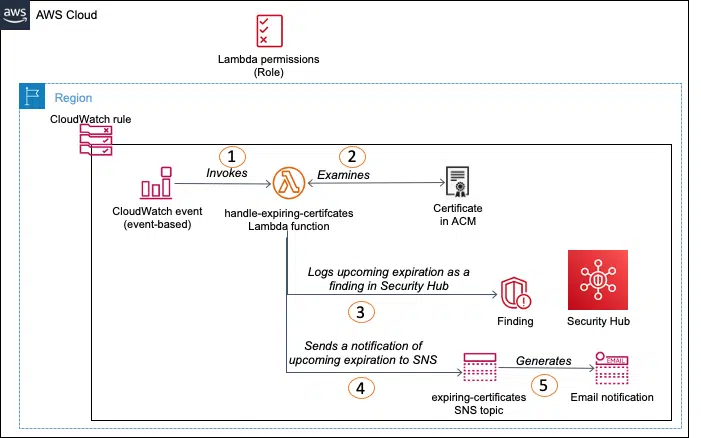 aws
AWS Cloud
Lambda permissions
(Role)
Region
CloudWatch rule
1
2
Invokes
Examines
CloudWatch event
(event-based)
handle-expiring-certifcates
Lambda function
Certificate
in ACM
Logs upcoming expiration as a
finding in Security Hub
3
Finding
Security Hub
Sends a notification of
upcoming expiration to SNS
4
Generates
5
EMAIL
expiring-certificates
SNS topic
Email notification